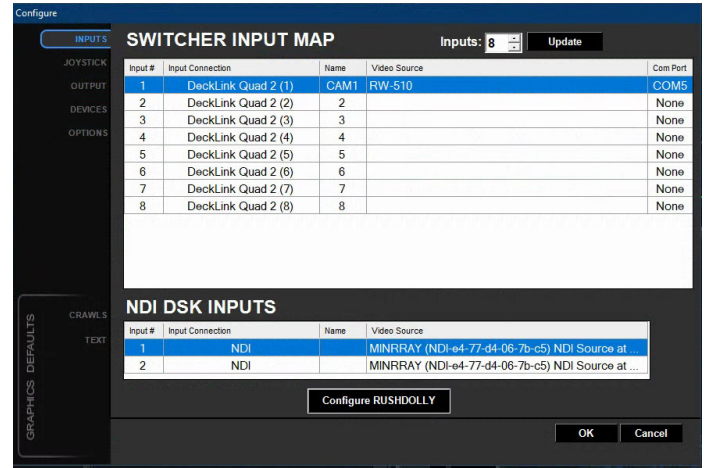 Configure
INPUTS
JOYSTICK
OUTPUT
DEVICES
OPTIONS
SWITCHER INPUT MAP Inputs: 8 Update
Input # Input Connection Name Video Source Com Port
1 DeckLink Quad 2 (1) CAM1 RW-510 COM5
2 DeckLink Quad 2 (2) 2 None
3 DeckLink Quad 2 (3) 3 None
4 DeckLink Quad 2 (4) 4 None
5 DeckLink Quad 2 (5) 5 None
6 DeckLink Quad 2 (6) 6 None
7 DeckLink Quad 2 (7) 7 None
8 DeckLink Quad 2 (8) 8 None
GRAPHICS DEFAULTS
CRAWLS
TEXT
NDI DSK INPUTS
Input # Input Connection Name Video Source
1 NDI MINRRAY (NDI-e4-77-d4-06-7b-c5) NDI Source at ...
2 NDI MINRRAY (NDI-e4-77-d4-06-7b-c5) NDI Source at ...
Configure RUSHDOLLY
OK Cancel